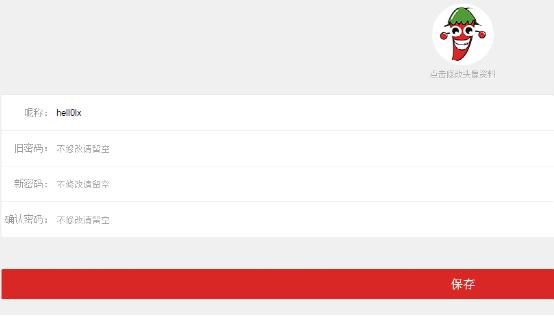 点击修改头像资料
昵称： hell0lx
旧密码： 不修改请留空
新密码： 不修改请留空
确认密码： 不修改请留空
保存